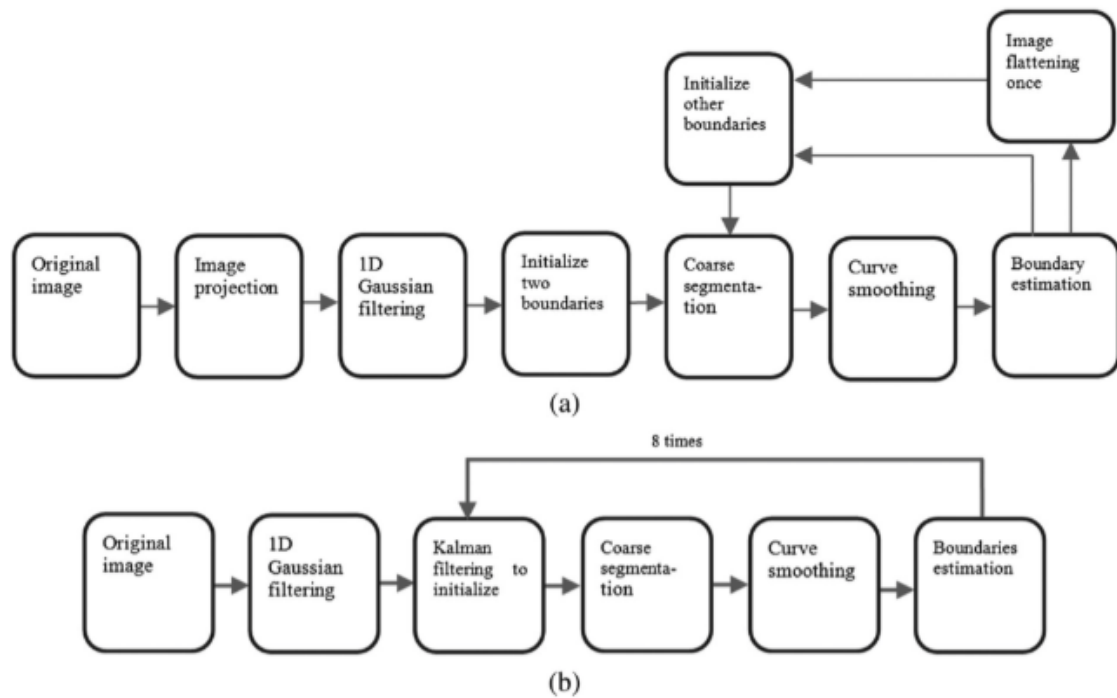 Image
flattening
once
Initialize
other
boundaries
Original
image
Image
projection
1D
Gaussian
filtering
Initialize
two
boundaries
Coarse
segmenta-
tion
Curve
smoothing
Boundary
estimation
(a)
8 times
Original
image
1D
Gaussian
filtering
Kalman
filtering to
initialize
Coarse
segmenta-
tion
Curve
smoothing
Boundaries
estimation
(b)